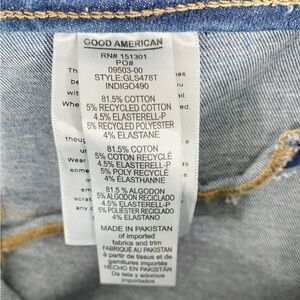 GOOD AMERICAN
RN# 151301
PO#
09503-00
STYLE:GLS478T
INDIGO490
81.5% COTTON
5% RECYCLED COTTON
4.5% ELASTERELL-P
5% RECYCLED POLYESTER
4% ELASTANE
81.5% COTON
5% COTON RECYCLÉ
4.5% ELASTERELL-P
5% POLY RECYCLÉ
4% ELASTHANNE
81.5% ALGODON
5% ALGODON RECICLADO
4.5% ELASTERELL-P
5% POLIÉSTER RECICLADO
4% ELASTANO
MADE IN PAKISTAN
of imported
fabrics and trim
FABRIQUÉ AU PAKISTAN
à partir de tissus et de
garnitures importés
HECHO EN PAKISTÁN
De tela y adornos
importados